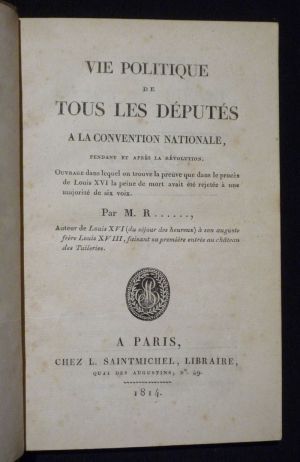 VIE POLITIQUE
DE
TOUS LES DÉPUTÉS
A LA CONVENTION NATIONALE,
PENDANT ET APRÈS LA RÉVOLUTION.
OUVRAGE dans lequel on trouve la preuve que dans le procès
de Louis XVI la peine de mort avait été rejetée à une
majorité de six voix.
Par M. R......,
Auteur de Louis XVI (du séjour des heureux) à son auguste
frère Louis XVIII, faisant sa première entrée au château
des Tuileries.
A PARIS,
CHEZ L. SAINTMICHEL, LIBRAIRE,
QUAI DES AUGUSTINS, N°. 49.
1814.